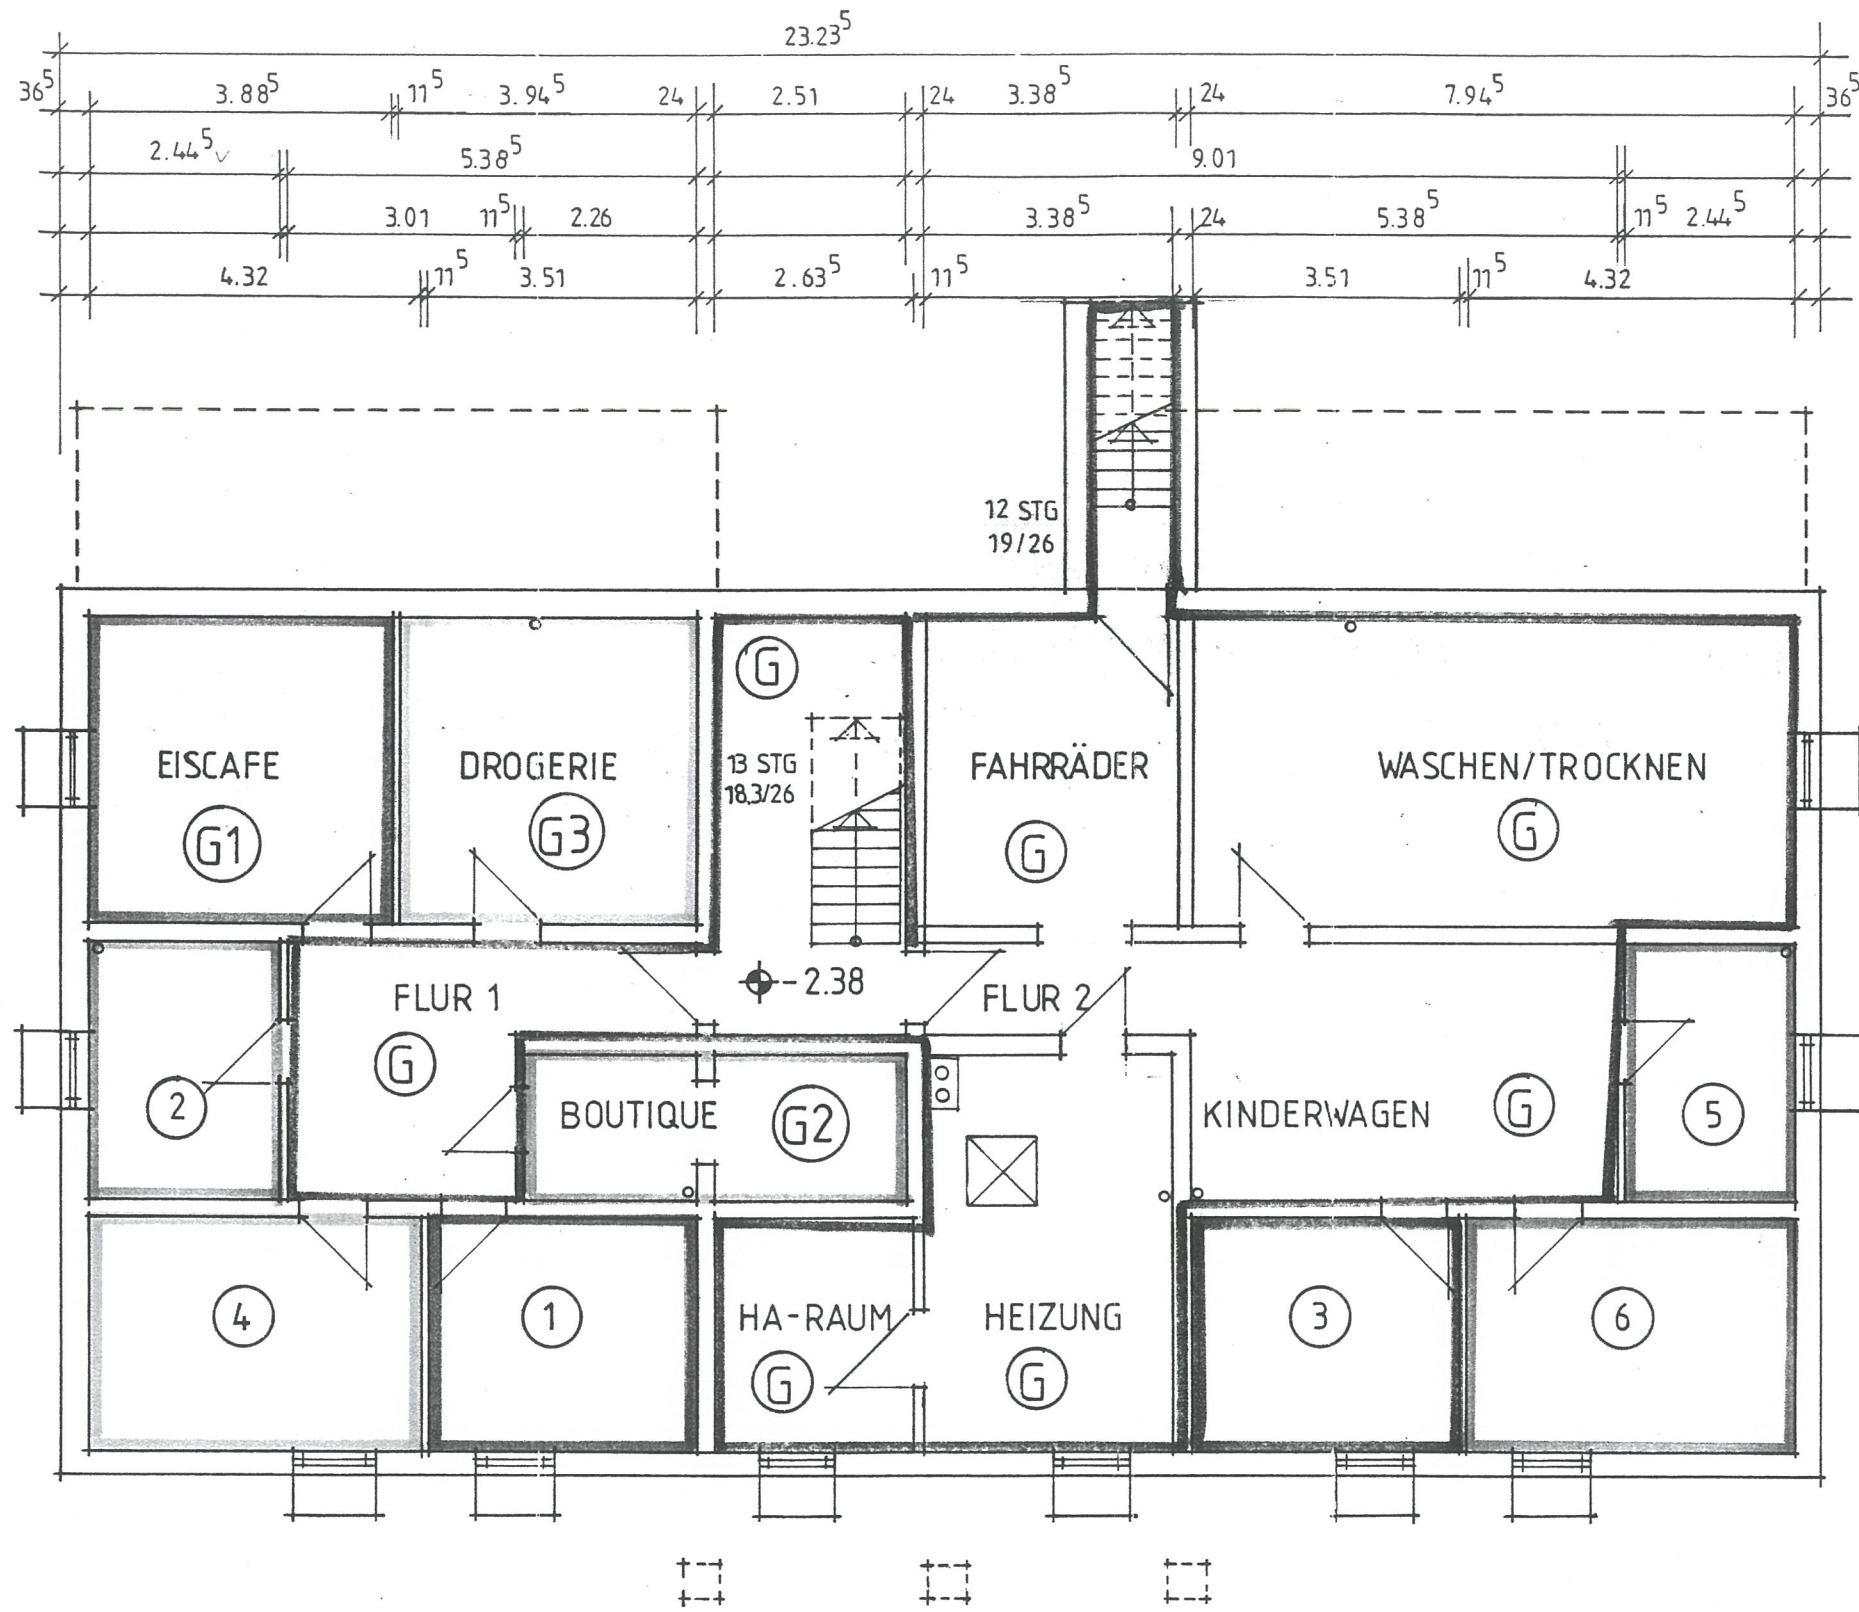 23.23⁵
36⁵ 3.88⁵ 11⁵ 3.94⁵ 24 2.51 24 3.38⁵ 24 7.94⁵ 36⁵
2.44⁵ 5.38⁵ 9.01
3.01 11⁵ 2.26 3.38⁵ 24 5.38⁵ 11⁵ 2.44⁵
4.32 11⁵ 3.51 2.63⁵ 11⁵ 3.51 11⁵ 4.32
12 STG
19/26
G
EISCAFE
G1
DROGERIE
G3
13 STG
18,3/26
FAHRRÄDER
G
WASCHEN/TROCKNEN
G
FLUR 1
G
-2.38
FLUR 2
2
BOUTIQUE
G2
KINDERWAGEN
G
5
4
1
HA-RAUM
G
HEIZUNG
G
3
6